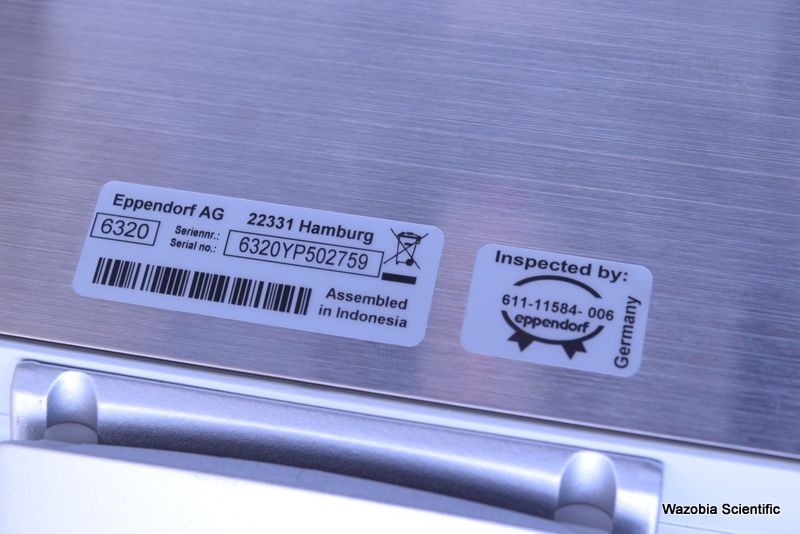 Eppendorf AG 22331 Hamburg
6320 Seriennr.: 6320YP502759
Serial no.:
Assembled
in Indonesia
Inspected by:
611-11584- 006
eppendorf
Germany
Wazobia Scientific